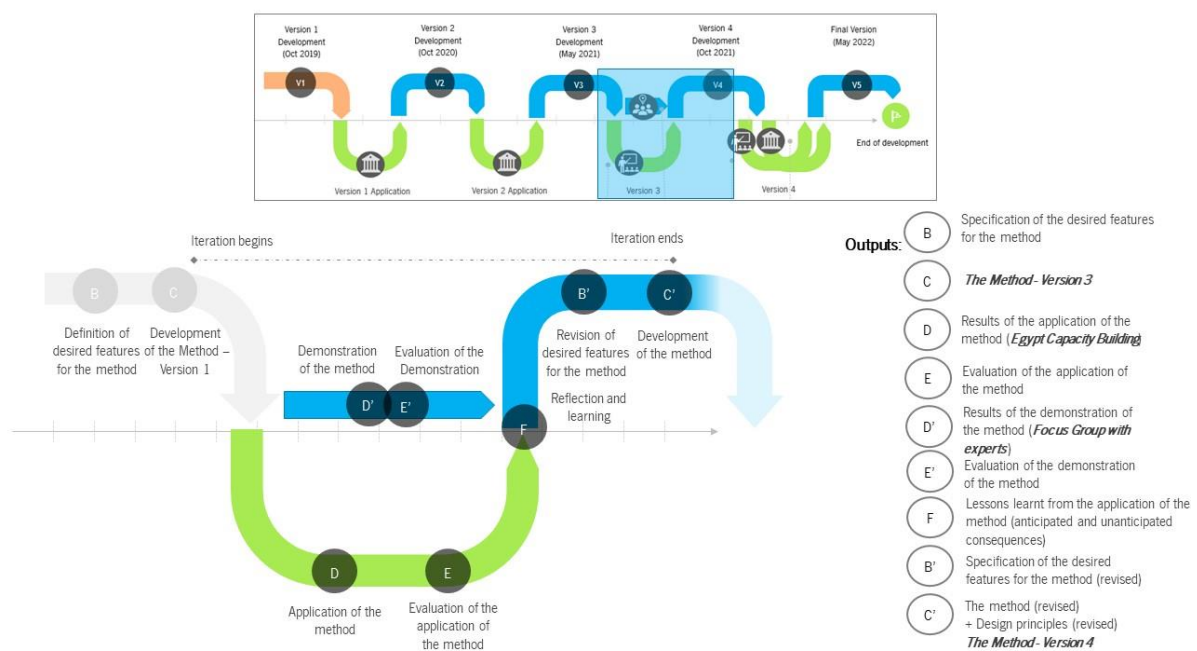 Version 1
Development
(Oct 2019)
Version 2
Development
(Oct 2020)
Version 3
Development
(May 2021)
Version 4
Development
(Oct 2021)
Final Version
(May 2022)
V1
V2
V3
V4
V5
End of development
Version 1 Application
Version 2 Application
Version 3
Version 4
Iteration begins
Iteration ends
B
C
B'
C'
Definition of
desired features
for the method
Development
of the Method –
Version 1
Demonstration
of the method
Evaluation of the
Demonstration
Revision of
desired features
for the method
Development
of the method
D'
E'
Reflection and
learning
F
D
E
Application of the
method
Evaluation of the
application of
the method
Outputs:
B
Specification of the desired features
for the method
C
The Method - Version 3
D
Results of the application of the
method (Egypt Capacity Building)
E
Evaluation of the application of
the method
D'
Results of the demonstration of
the method (Focus Group with
experts)
E'
Evaluation of the demonstration
of the method
F
Lessons learnt from the application of the
method (anticipated and unanticipated
consequences)
B'
Specification of the desired
features for the method (revised)
C'
The method (revised)
+ Design principles (revised)
The Method - Version 4